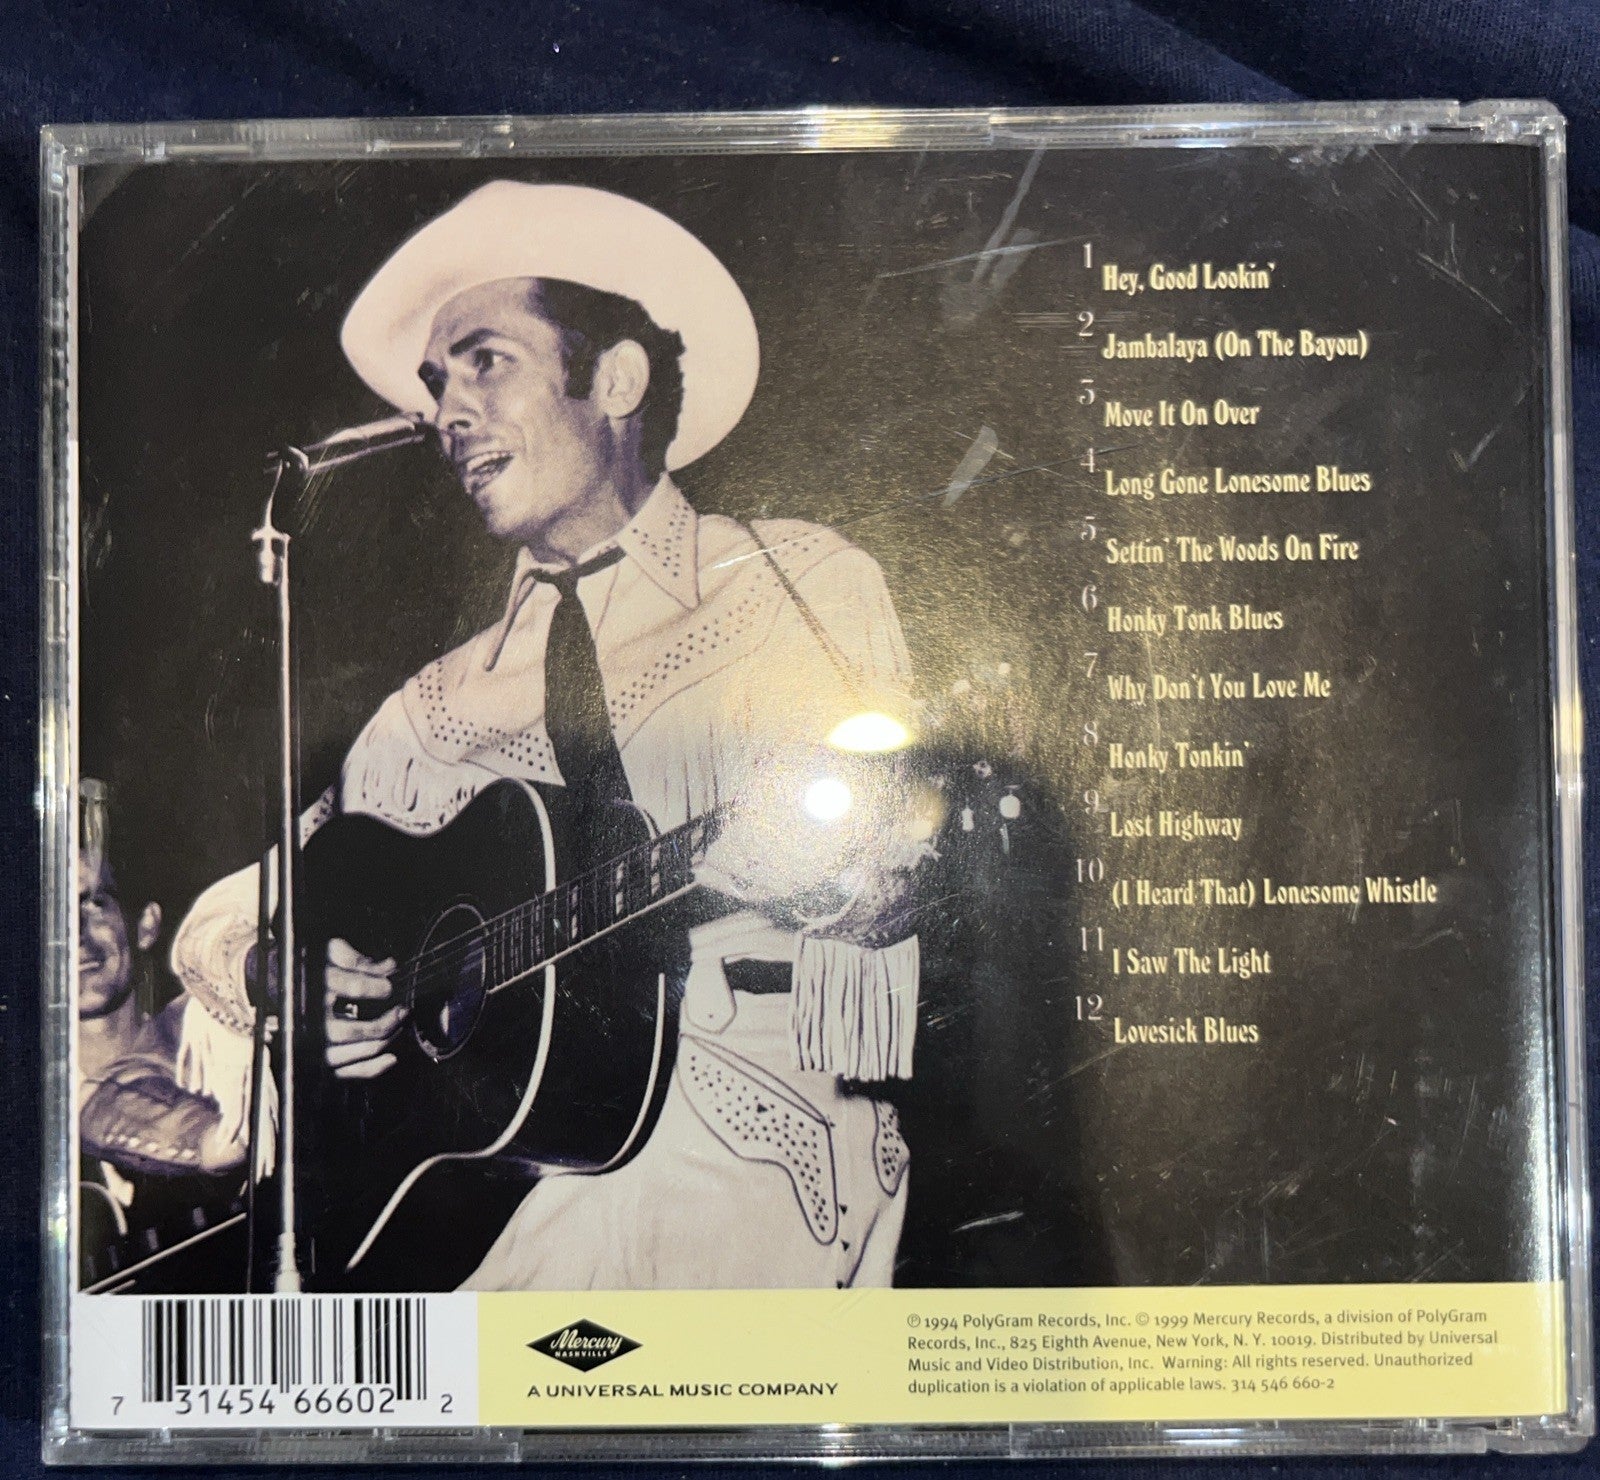 1
Hey, Good Lookin'
2
Jambalaya (On The Bayou)
3
Move It On Over
4
Long Gone Lonesome Blues
5
Settin' The Woods On Fire
6
Honky Tonk Blues
7
Why Don't You Love Me
8
Honky Tonkin'
9
Lost Highway
10
(I Heard That) Lonesome Whistle
11
I Saw The Light
12
Lovesick Blues
7 31454 66602 2
Mercury
NASHVILLE
A UNIVERSAL MUSIC COMPANY
℗ 1994 PolyGram Records, Inc. © 1999 Mercury Records, a division of PolyGram
Records, Inc., 825 Eighth Avenue, New York, N. Y. 10019. Distributed by Universal
Music and Video Distribution, Inc. Warning: All rights reserved. Unauthorized
duplication is a violation of applicable laws. 314 546 660-2